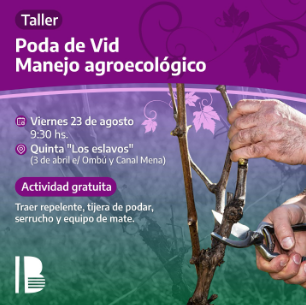 Taller
Poda de Vid
Manejo agroecológico
Viernes 23 de agosto
9:30 hs.
Quinta "Los eslavos"
(3 de abril e/ Ombú y Canal Mena)
Actividad gratuita
Traer repelente, tijera de podar,
serrucho y equipo de mate.
B